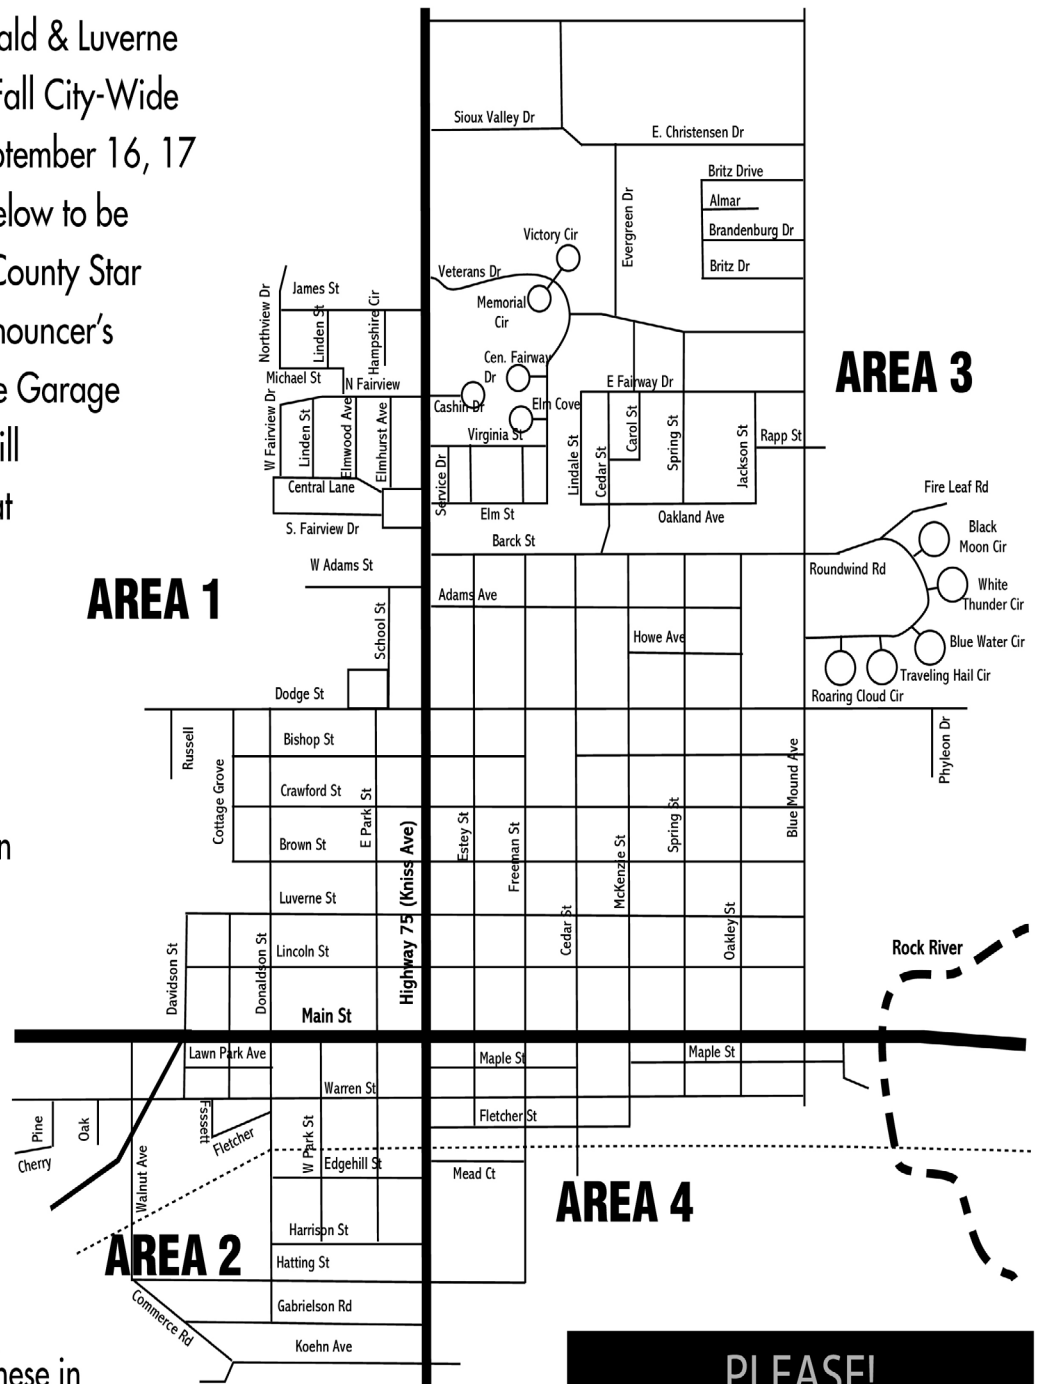 ald & Luverne
Fall City-Wide
ptember 16, 17
elow to be
County Star
nouncer's
e Garage
ill
at
n
nese in
Sioux Valley Dr
E. Christensen Dr
Britz Drive
Almar
Brandenburg Dr
Britz Dr
Evergreen Dr
Victory Cir
Veterans Dr
Memorial
Cir
James St
Northview Dr
Linden St
Hampshire Cir
Michael St
N Fairview
Cen. Fairway
Dr
Cashin Dr
Elm Cove
E Fairway Dr
AREA 3
W Fairview Dr
Linden St
Elmwood Ave
Elmhurst Ave
Virginia St
Service Dr
Lindale St
Cedar St
Carol St
Spring St
Jackson St
Rapp St
Central Lane
S. Fairview Dr
Elm St
Oakland Ave
Fire Leaf Rd
Black
Moon Cir
Barck St
Roundwind Rd
W Adams St
AREA 1
Adams Ave
White
Thunder Cir
School St
Howe Ave
Blue Water Cir
Traveling Hail Cir
Roaring Cloud Cir
Dodge St
Russell
Bishop St
Cottage Grove
Crawford St
E Park St
Brown St
Highway 75 (Kniss Ave)
Estey St
Freeman St
McKenzie St
Spring St
Blue Mound Ave
Phyleon Dr
Luverne St
Cedar St
Oakley St
Davidson St
Donaldson St
Lincoln St
Rock River
Main St
Lawn Park Ave
Maple St
Maple St
Warren St
Pine
Oak
Cherry
Fsssett
Fletcher
Fletcher St
Walnut Ave
W Park St
Edgehill St
Mead Ct
AREA 4
Harrison St
AREA 2
Hatting St
Commerce Rd
Gabrielson Rd
Koehn Ave
PLEASE!